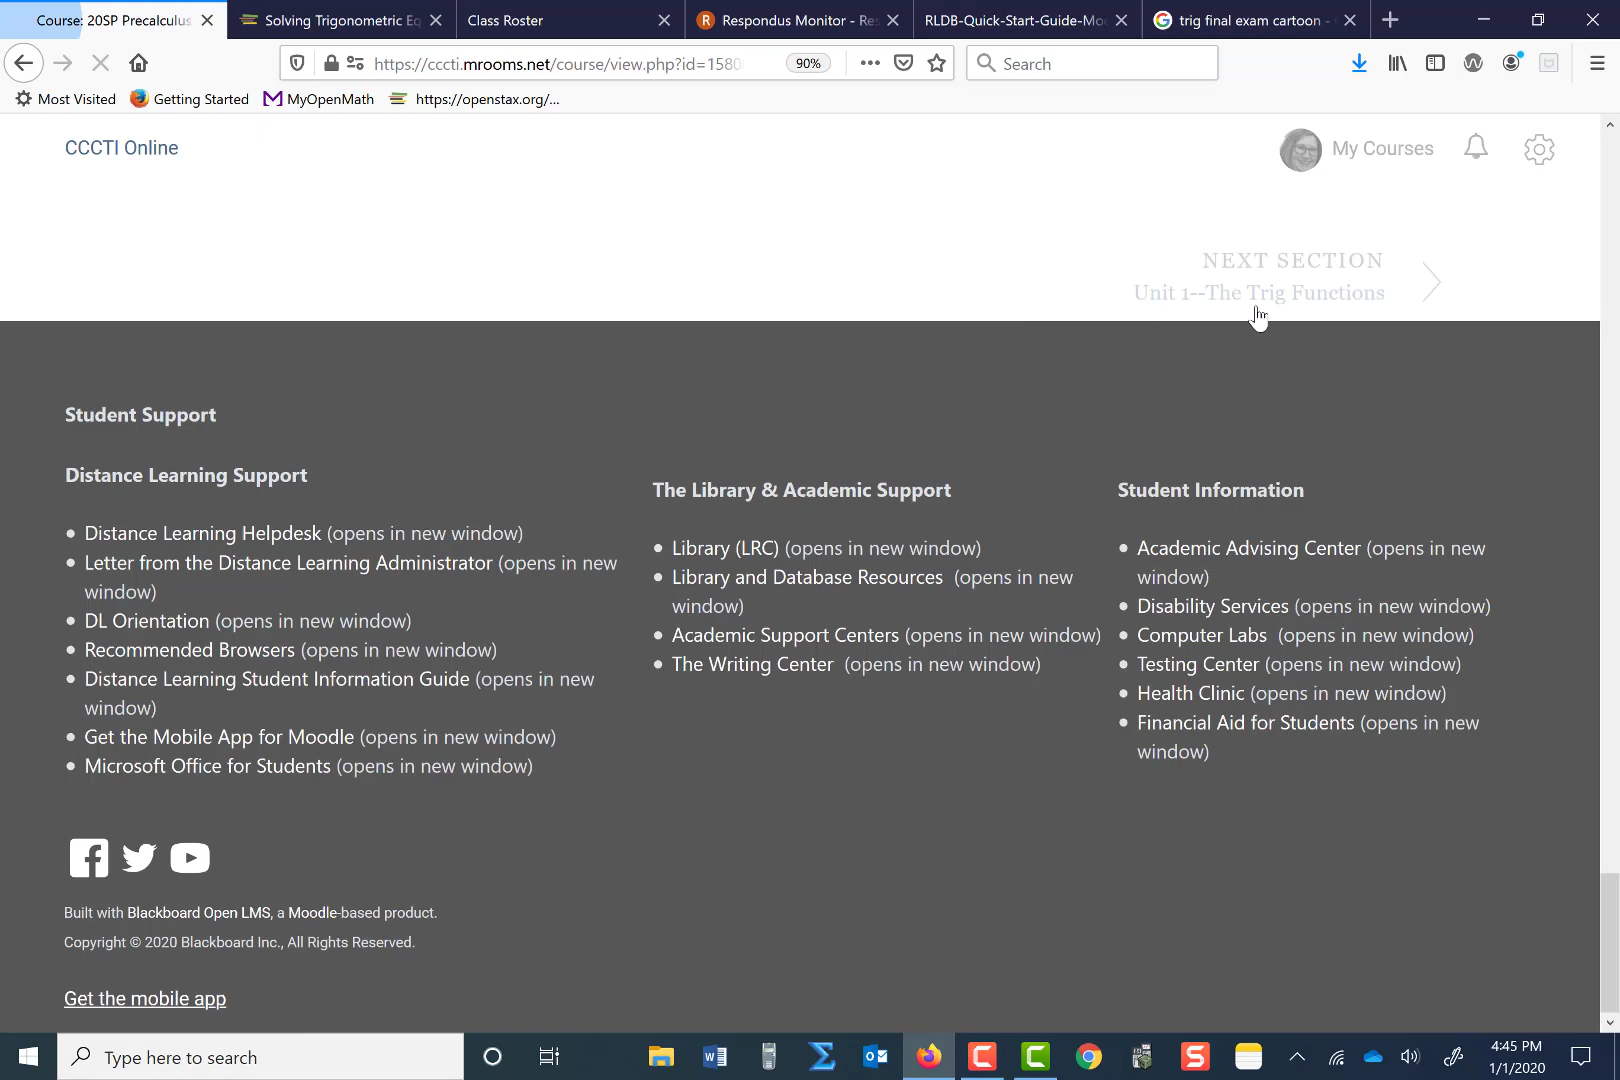 Course: 20SP Precalculus
Solving Trigonometric Eq
Class Roster
Respondus Monitor - Res
RLDB-Quick-Start-Guide-Mo
trig final exam cartoon -
https://cccti.mrooms.net/course/view.php?id=1580
90%
Search
Most Visited
Getting Started
MyOpenMath
https://openstax.org/...
CCCTI Online
My Courses
NEXT SECTION
Unit 1--The Trig Functions
Student Support
Distance Learning Support
Distance Learning Helpdesk (opens in new window)
Letter from the Distance Learning Administrator (opens in new
window)
DL Orientation (opens in new window)
Recommended Browsers (opens in new window)
Distance Learning Student Information Guide (opens in new
window)
Get the Mobile App for Moodle (opens in new window)
Microsoft Office for Students (opens in new window)
The Library & Academic Support
Library (LRC) (opens in new window)
Library and Database Resources (opens in new
window)
Academic Support Centers (opens in new window)
The Writing Center (opens in new window)
Student Information
Academic Advising Center (opens in new
window)
Disability Services (opens in new window)
Computer Labs (opens in new window)
Testing Center (opens in new window)
Health Clinic (opens in new window)
Financial Aid for Students (opens in new
window)
Built with Blackboard Open LMS, a Moodle-based product.
Copyright © 2020 Blackboard Inc., All Rights Reserved.
Get the mobile app
Type here to search
4:45 PM
1/1/2020